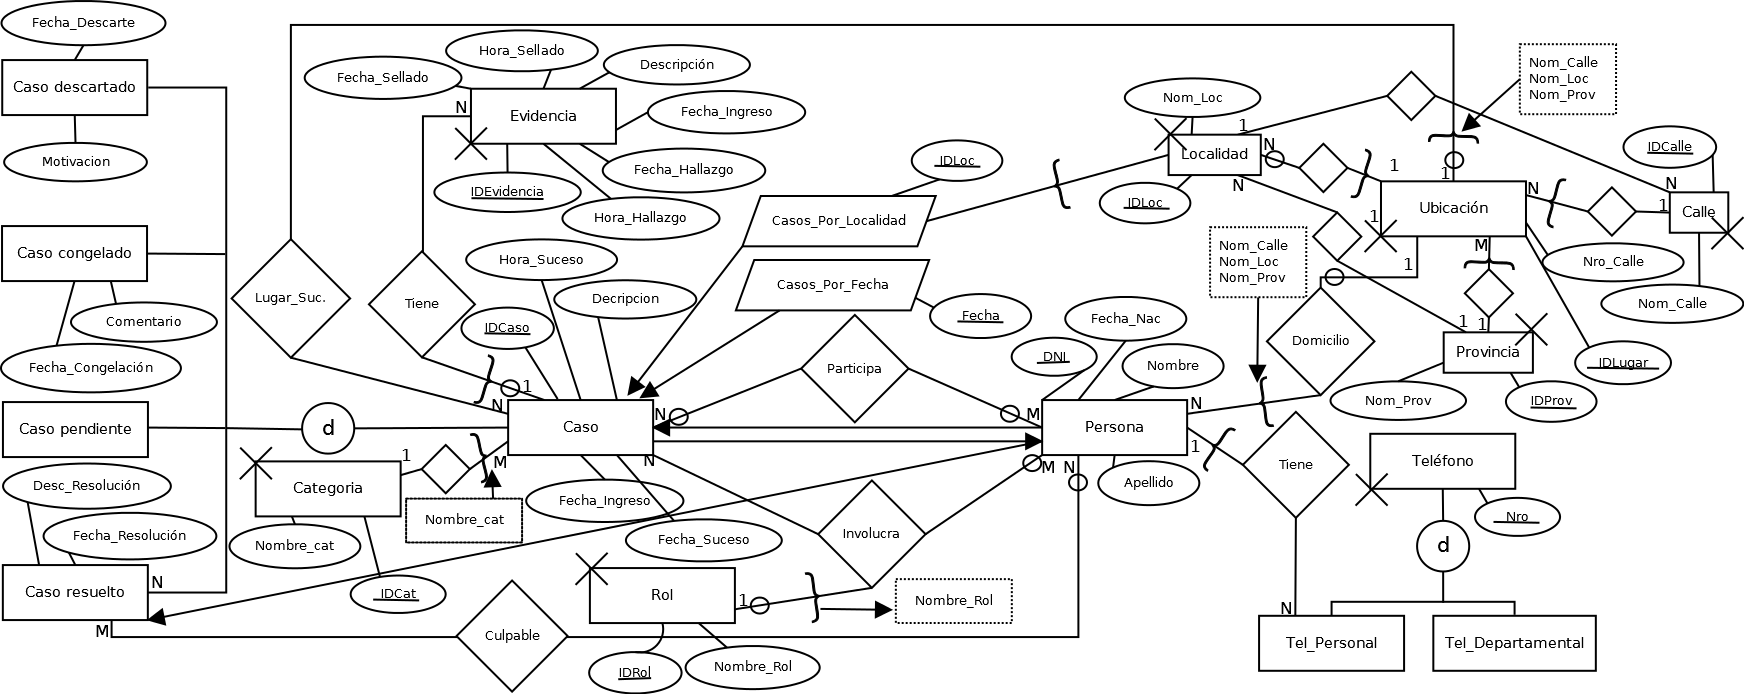 Fecha_Descarte
Caso descartado
Motivacion
Hora_Sellado
Fecha_Sellado
Descripción
N
Evidencia
Fecha_Ingreso
Fecha_Hallazgo
IDEvidencia
Hora_Hallazgo
Nom_Loc
1
Localidad
N
N
IDLoc
IDLoc
Casos_Por_Localidad
Casos_Por_Fecha
Fecha
Nom_Calle
Nom_Loc
Nom_Prov
IDCalle
1
1
Ubicación
N
N
1
Calle
1
M
1
Nro_Calle
Nom_Calle
IDLugar
Nom_Calle
Nom_Loc
Nom_Prov
1
1
Provincia
Nom_Prov
IDProv
Caso congelado
Comentario
Fecha_Congelación
Lugar_Suc.
Tiene
Hora_Suceso
Decripcion
IDCaso
1
N
Participa
Fecha_Nac
DNI
Nombre
Domicilio
Caso pendiente
d
Caso
N
N
M
Persona
N
1
M
N
Apellido
Tiene
Teléfono
Nro
d
Desc_Resolución
Fecha_Resolución
Categoria
1
M
Nombre_cat
Nombre_cat
IDCat
Fecha_Ingreso
Fecha_Suceso
Involucra
Caso resuelto
N
M
Culpable
Rol
1
Nombre_Rol
IDRol
Nombre_Rol
N
Tel_Personal
Tel_Departamental